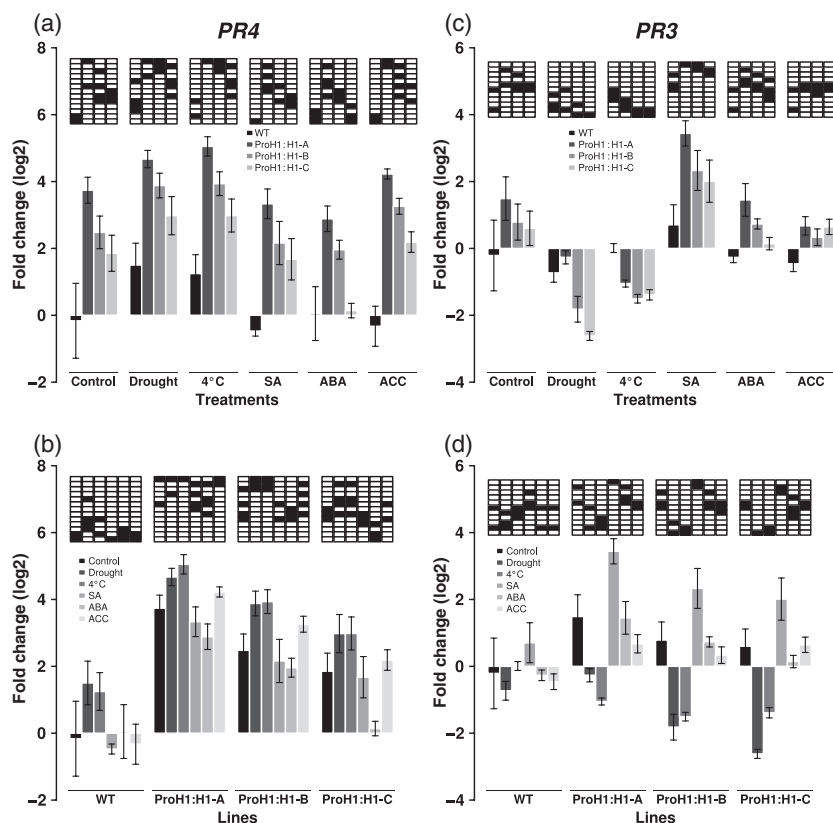 (a)
PR4
8
6
4
2
0
−2
Fold change (log2)
WT
ProH1:H1-A
ProH1:H1-B
ProH1:H1-C
Control Drought 4°C SA ABA ACC
Treatments
(c)
PR3
6
4
2
0
−2
−4
Fold change (log2)
WT
ProH1:H1-A
ProH1:H1-B
ProH1:H1-C
Control Drought 4°C SA ABA ACC
Treatments
(b)
8
6
4
2
0
−2
Fold change (log2)
Control
Drought
4°C
SA
ABA
ACC
WT ProH1:H1-A ProH1:H1-B ProH1:H1-C
Lines
(d)
6
4
2
0
−2
−4
Fold change (log2)
Control
Drought
4°C
SA
ABA
ACC
WT ProH1:H1-A ProH1:H1-B ProH1:H1-C
Lines